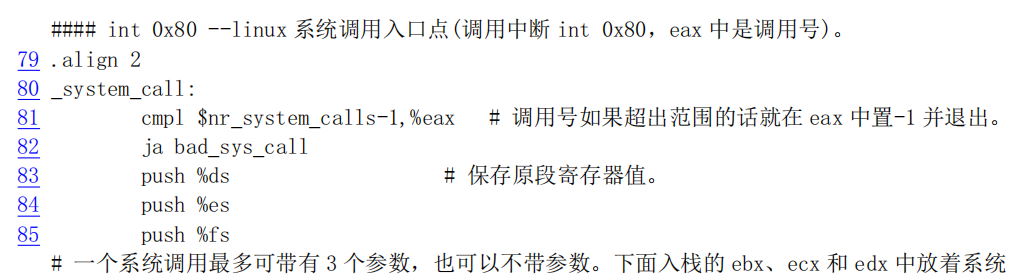 #### int 0x80 --linux 系统调用入口点(调用中断 int 0x80，eax 中是调用号)。
79 .align 2
80 _system_call:
81 cmpl $nr_system_calls-1,%eax # 调用号如果超出范围的话就在 eax 中置-1 并退出。
82 ja bad_sys_call
83 push %ds # 保存原段寄存器值。
84 push %es
85 push %fs
# 一个系统调用最多可带有 3 个参数，也可以不带参数。下面入栈的 ebx、ecx 和 edx 中放着系统